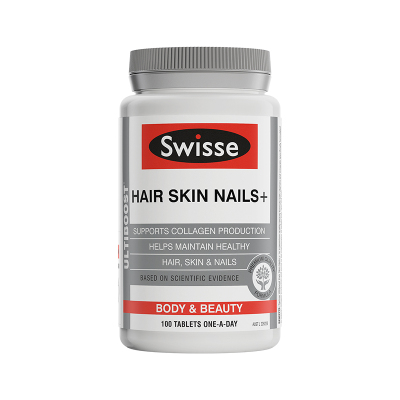 Swisse
ULTIBOOST
HAIR SKIN NAILS+
SUPPORTS COLLAGEN PRODUCTION
HELPS MAINTAIN HEALTHY
HAIR, SKIN & NAILS
BASED ON SCIENTIFIC EVIDENCE
BODY & BEAUTY
100 TABLETS ONE-A-DAY